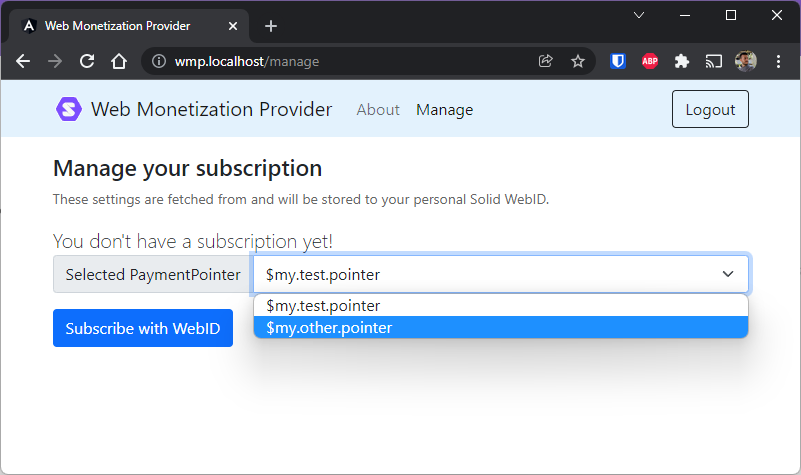 Web Monetization Provider
wmp.localhost/manage
ABP
Web Monetization Provider About Manage Logout
Manage your subscription
These settings are fetched from and will be stored to your personal Solid WebID.
You don't have a subscription yet!
Selected PaymentPointer $my.test.pointer
$my.test.pointer
$my.other.pointer
Subscribe with WebID